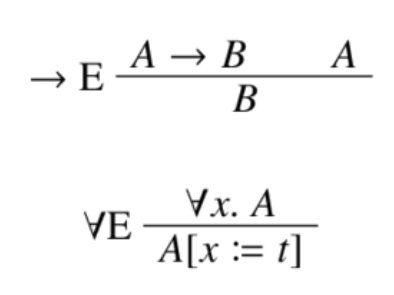 → E A → B A
B
∀E ∀x. A
A[x := t]